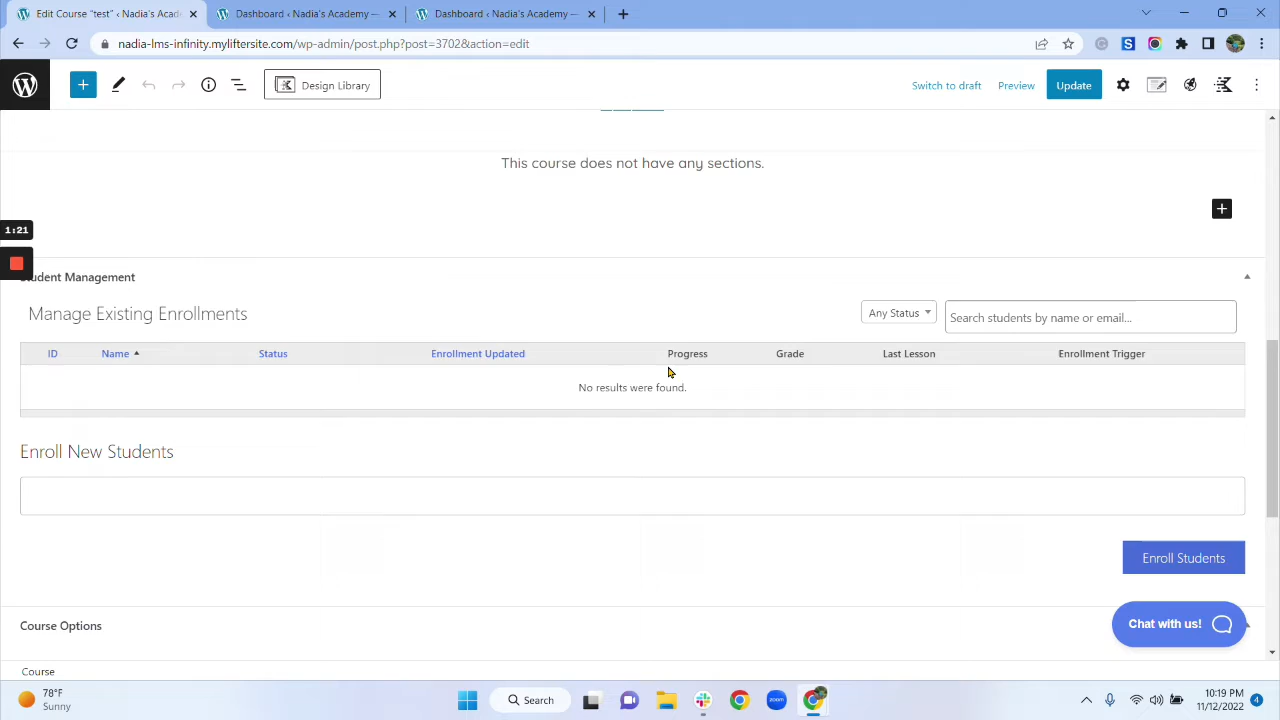 Edit Course "test" ‹ Nadia's Acade
Dashboard ‹ Nadia's Academy —
Dashboard ‹ Nadia's Academy —
nadia-lms-infinity.myliftersite.com/wp-admin/post.php?post=3702&action=edit
Design Library
Switch to draft
Preview
Update
This course does not have any sections.
1:21
Student Management
Manage Existing Enrollments
Any Status
Search students by name or email...
ID
Name
Status
Enrollment Updated
Progress
Grade
Last Lesson
Enrollment Trigger
No results were found.
Enroll New Students
Enroll Students
Course Options
Chat with us!
Course
78°F
Sunny
Search
zoom
10:19 PM
11/12/2022
4